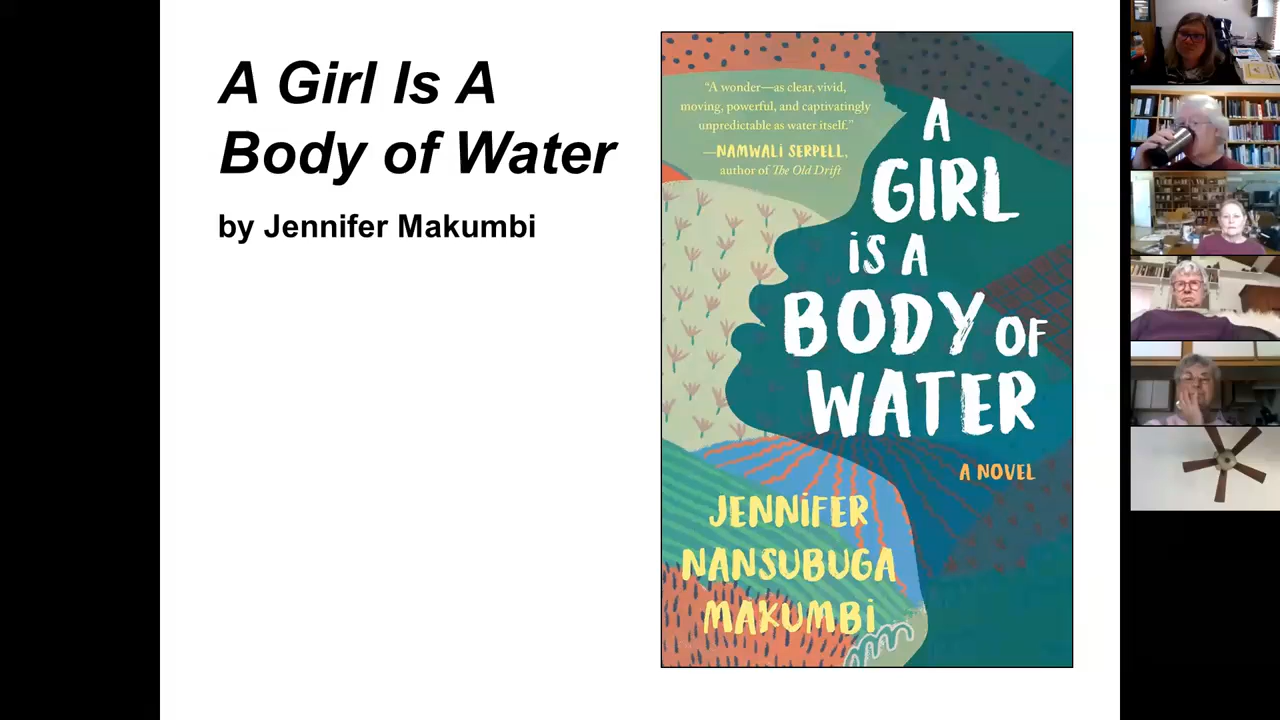 A Girl Is A
Body of Water
by Jennifer Makumbi
“A wonder—as clear, vivid,
moving, powerful, and captivatingly
unpredictable as water itself.”
—NAMWALI SERPELL,
author of The Old Drift
A
GIRL
iS A
BODY OF
WATER
A NOVEL
JENNiFER
NANSUBUGA
MAKUMBi